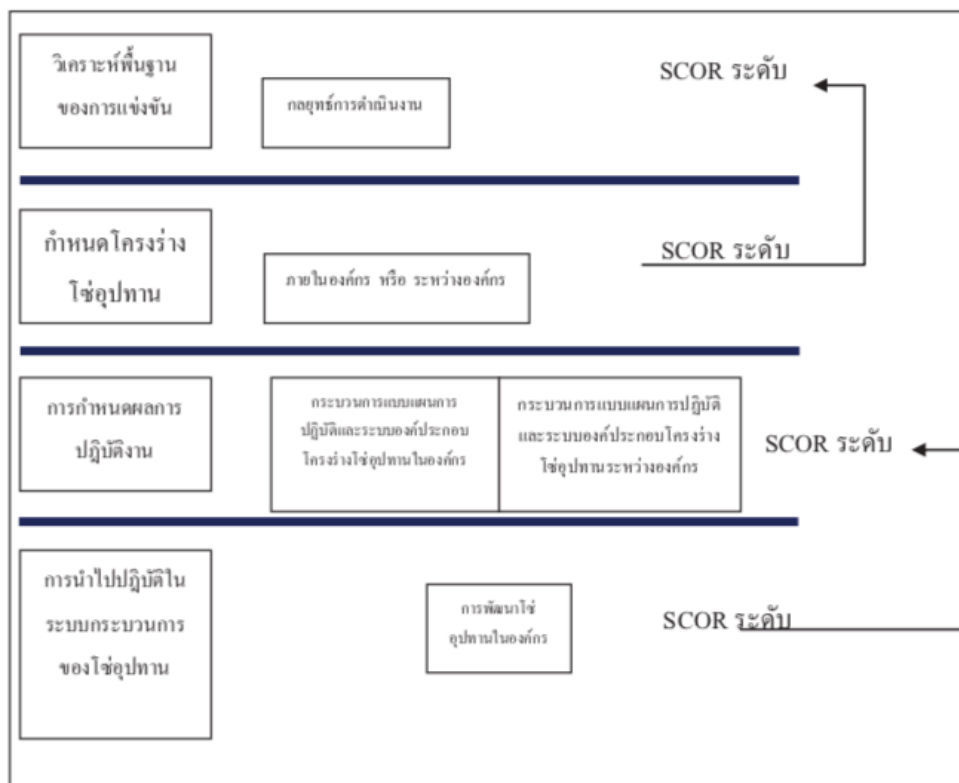 วิเคราะห์พื้นฐาน
ของการแข่งขัน
กลยุทธ์การดำเนินงาน
SCOR ระดับ
กำหนดโครงร่าง
โซ่อุปทาน
ภายในองค์กร หรือ ระหว่างองค์กร
SCOR ระดับ
การกำหนดผลการ
ปฏิบัติงาน
กระบวนการแบบแผนการ
ปฏิบัติและระบบองค์ประกอบ
โครงร่างโซ่อุปทานในองค์กร
กระบวนการแบบแผนการปฏิบัติ
และระบบองค์ประกอบโครงร่าง
โซ่อุปทานระหว่างองค์กร
SCOR ระดับ
การนำไปปฏิบัติใน
ระบบกระบวนการ
ของโซ่อุปทาน
การพัฒนาโซ่
อุปทานในองค์กร
SCOR ระดับ